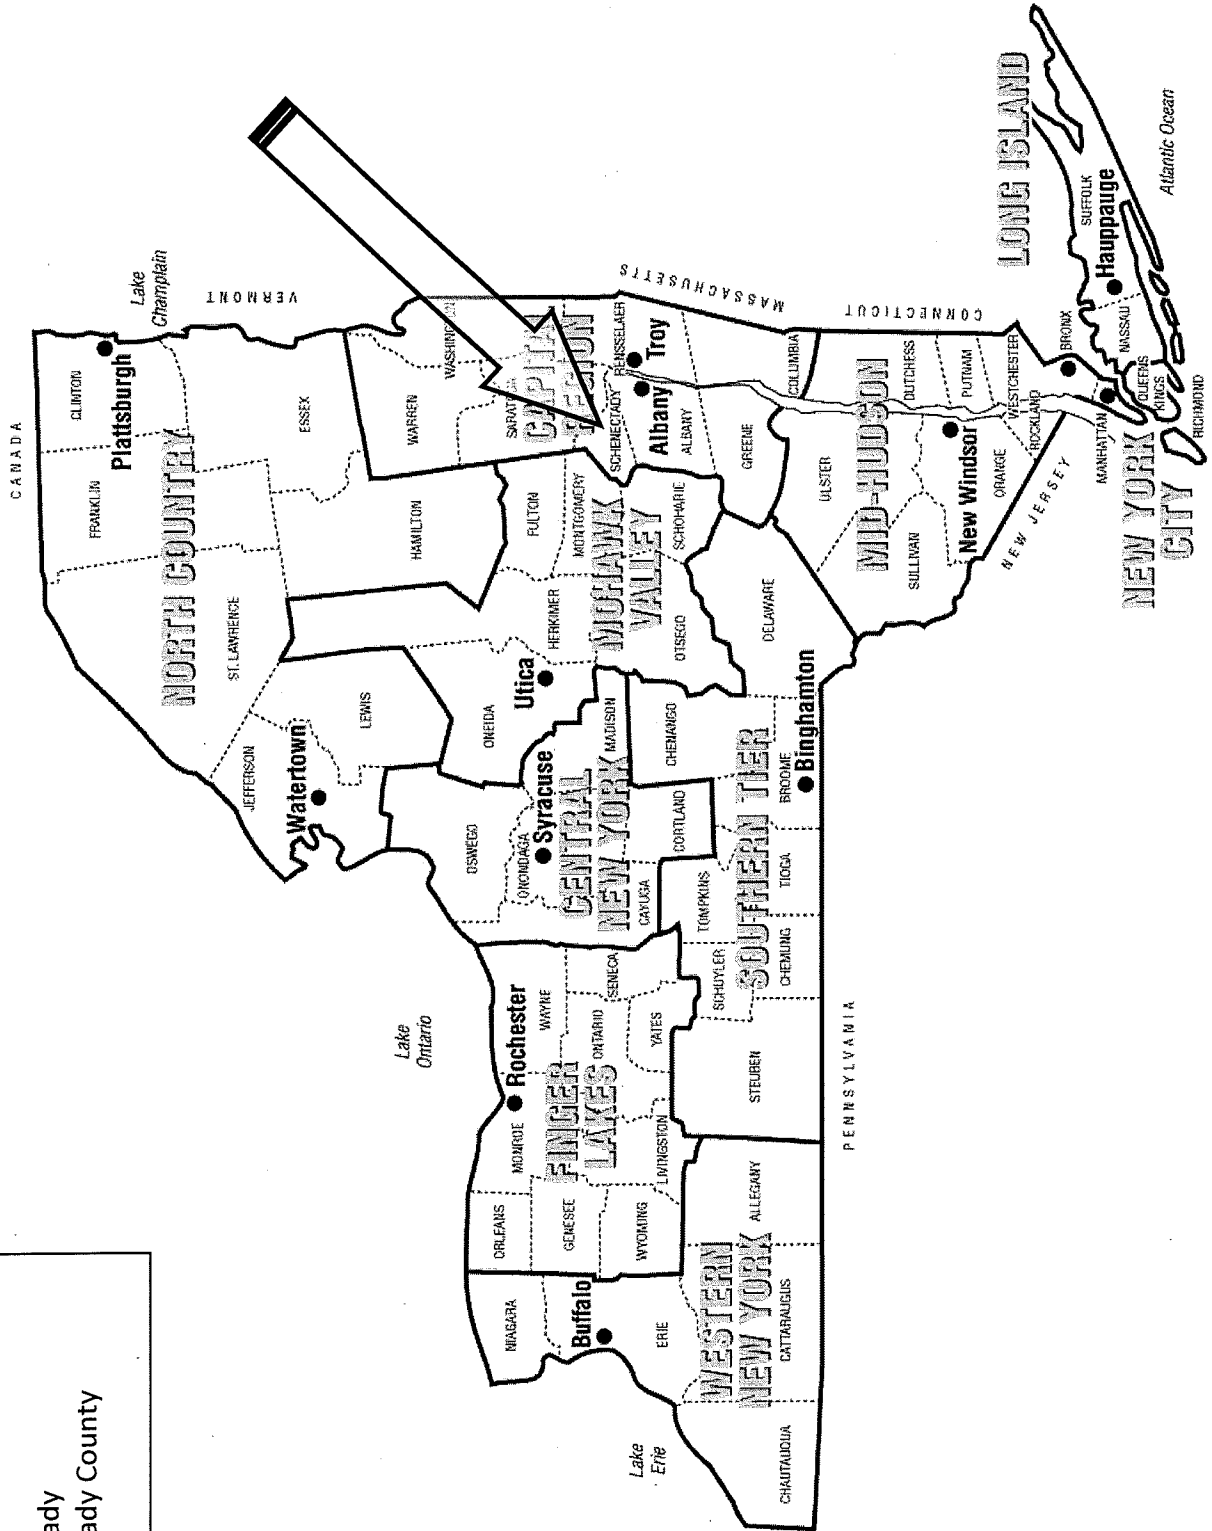 ady
ady County
CANADA
Lake
Champlain
VERMONT
CLINTON
Plattsburgh
FRANKLIN
NORTH COUNTRY
ST. LAWRENCE
ESSEX
JEFFERSON
Watertown
LEWIS
HAMILTON
WARREN
Lake
Ontario
OSWEGO
ONEIDA
Utica
HERKIMER
FULTON
MONTGOMERY
MOHAWK
VALLEY
SCHOHARIE
OTSEGO
SCHENECTADY
RENSSELAER
Troy
Albany
ALBANY
GREENE
COLUMBIA
MASSACHUSETTS
CONNECTICUT
ONONDAGA
Syracuse
CENTRAL
NEW YORK
MADISON
CAYUGA
CORTLAND
CHENANGO
Rochester
WAYNE
SENECA
MONROE
FINGER
LAKES
ONTARIO
YATES
ORLEANS
GENESEE
LIVINGSTON
WYOMING
NIAGARA
Buffalo
ERIE
Lake
Erie
WESTERN
NEW YORK
ALLEGANY
CATTARAUGUS
CHAUTAUQUA
TOMPKINS
SCHUYLER
SOUTHERN TIER
STEUBEN
CHEMUNG
TIOGA
BROOME
Binghamton
DELAWARE
PENNSYLVANIA
ULSTER
MID-HUDSON
DUTCHESS
SULLIVAN
New Windsor
ORANGE
PUTNAM
WESTCHESTER
ROCKLAND
NEW JERSEY
BRONX
MANHATTAN
NEW YORK
CITY
QUEENS
KINGS
RICHMOND
NASSAU
LONG ISLAND
SUFFOLK
Hauppauge
Atlantic Ocean